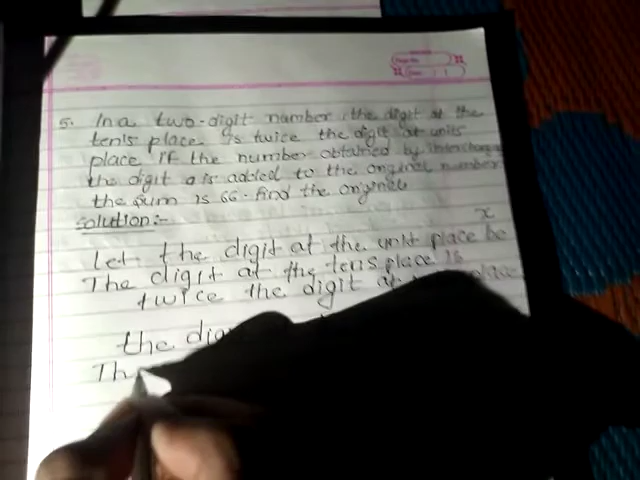 5. In a two-digit number, the digit at the
ten's place is twice the digit at units
place if the number obtained by interchang
the digit a is added to the original number
the sum is 66. find the original
solution:-
x
Let the digit at the unit place be
The digit at the tens place is
twice the digit at place
the dig
Th